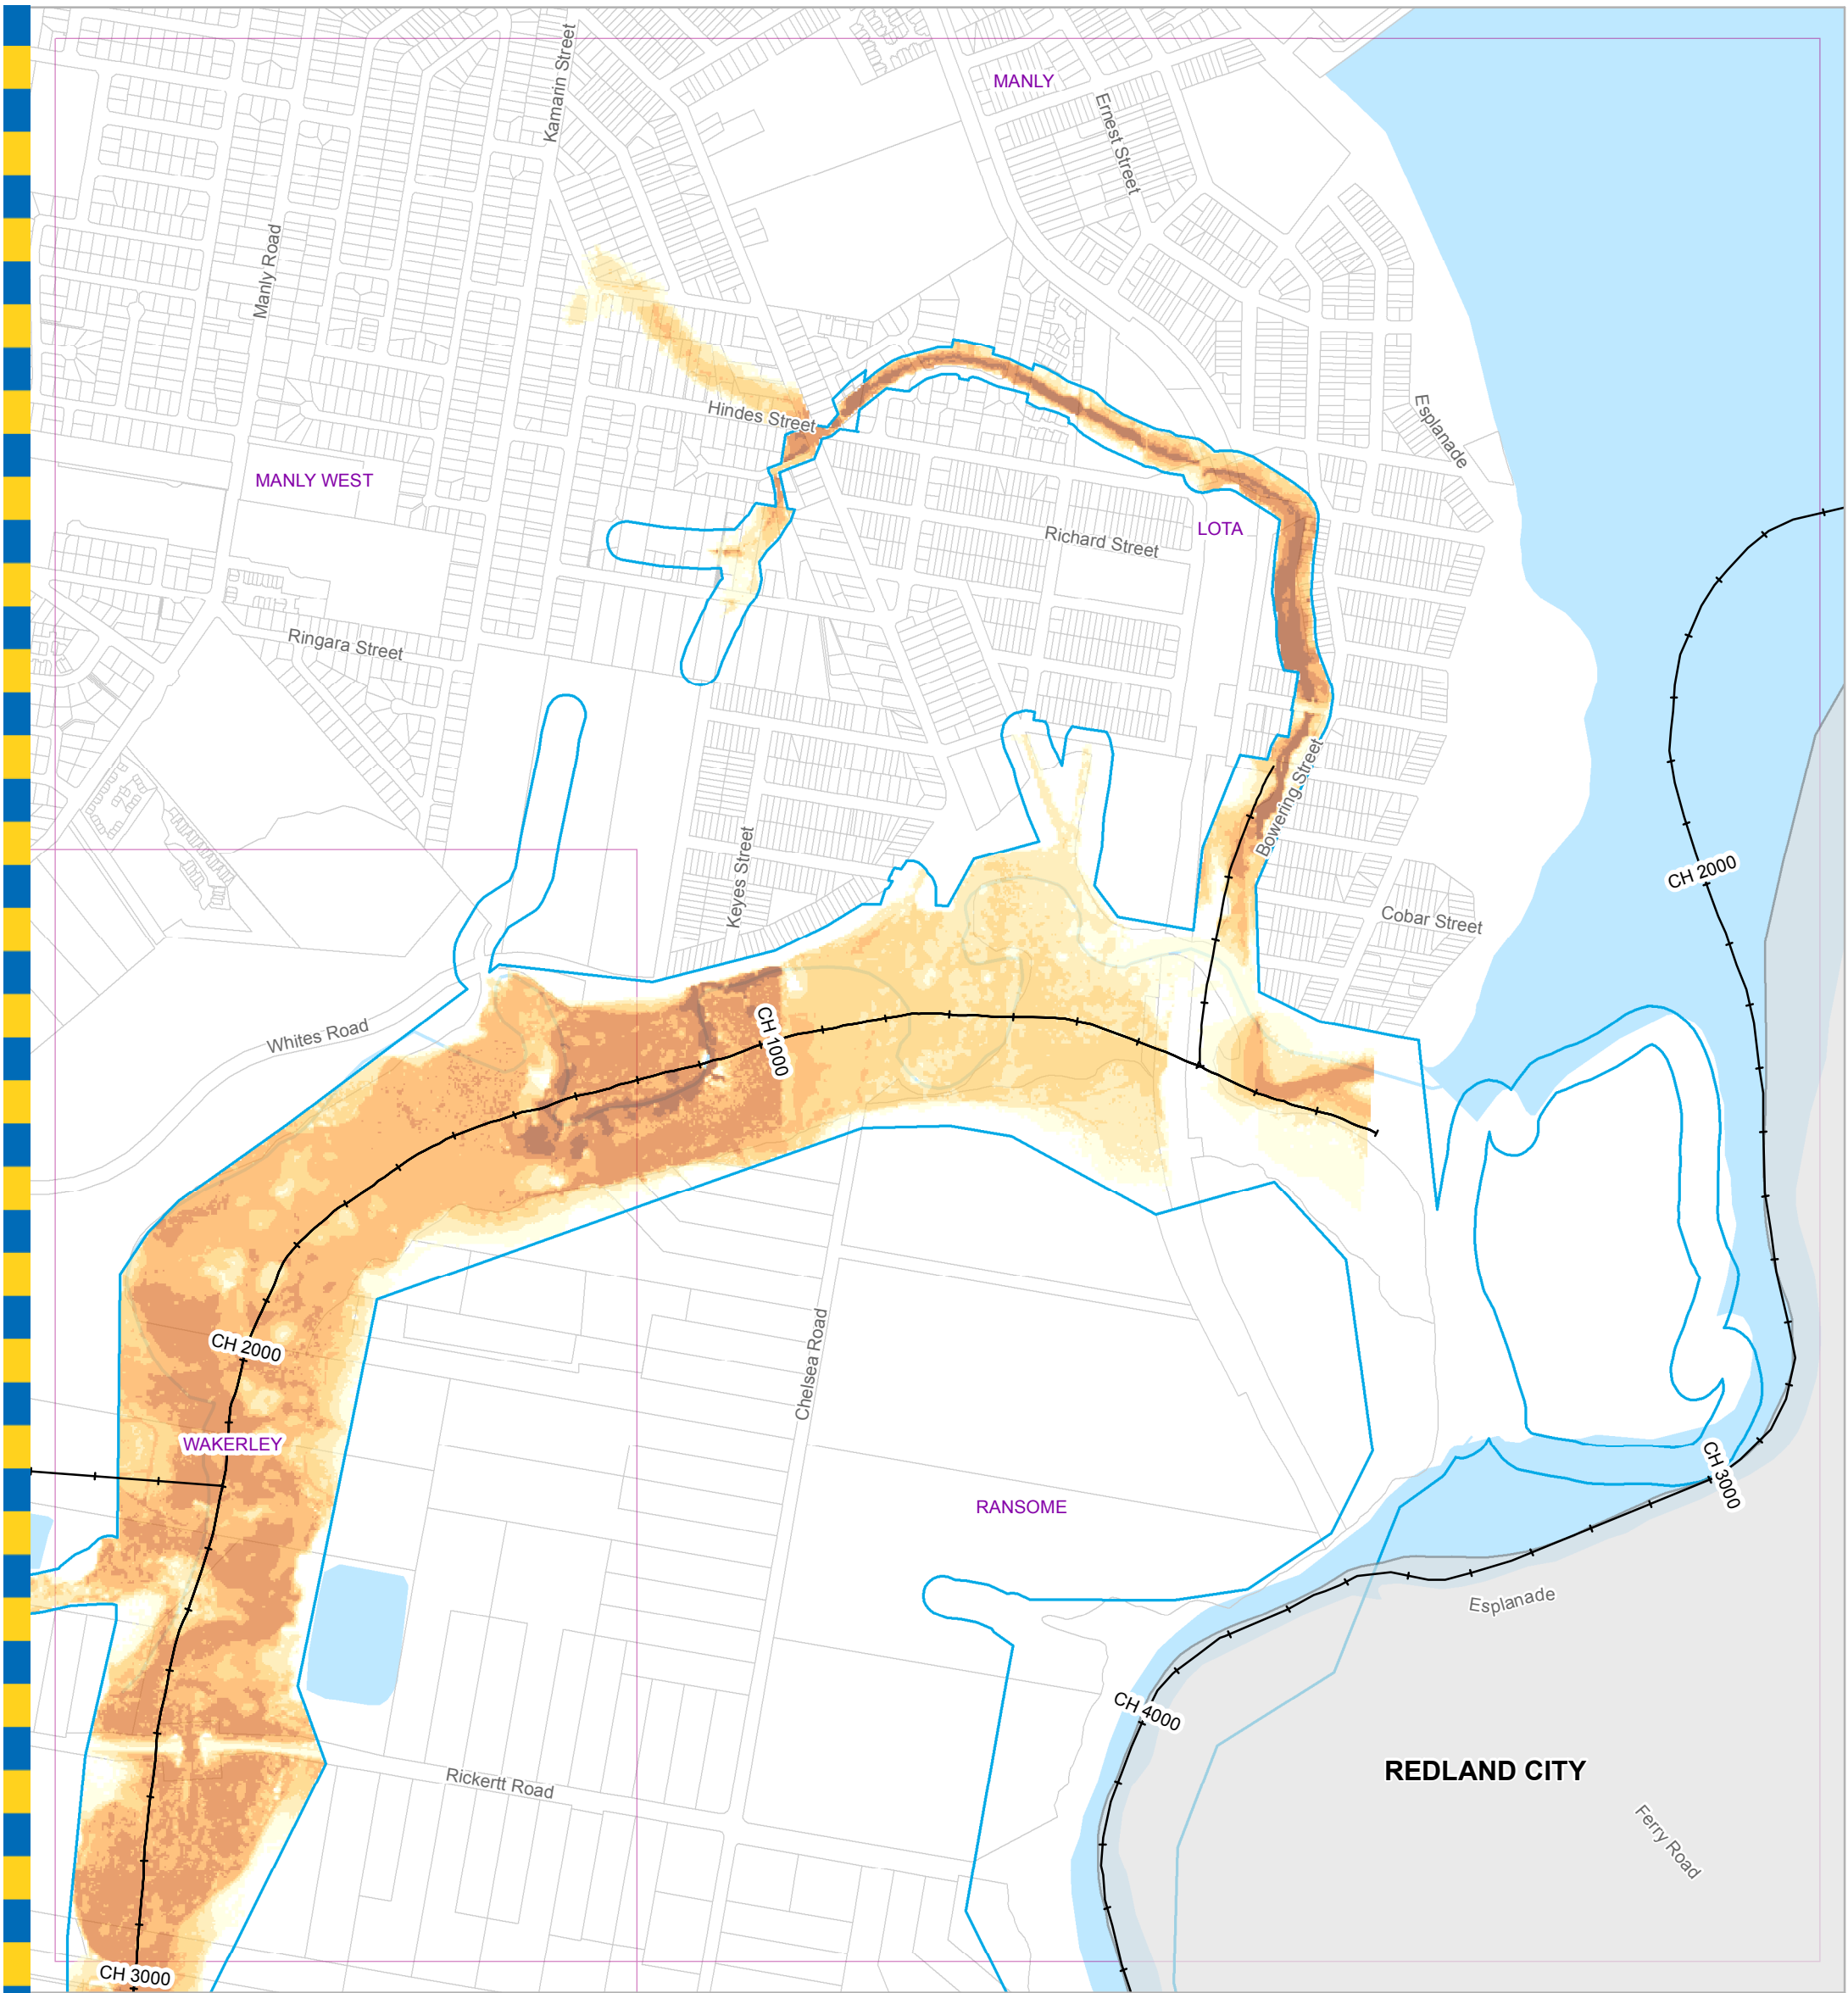 Kamarin Street
MANLY
Ernest Street
Manly Road
Hindes Street
Esplanade
MANLY WEST
Richard Street
LOTA
Ringara Street
Bowering Street
Keyes Street
CH 2000
Cobar Street
Whites Road
CH 1000
CH 2000
Chelsea Road
WAKERLEY
CH 3000
RANSOME
Esplanade
CH 4000
REDLAND CITY
Rickertt Road
Ferry Road
CH 3000